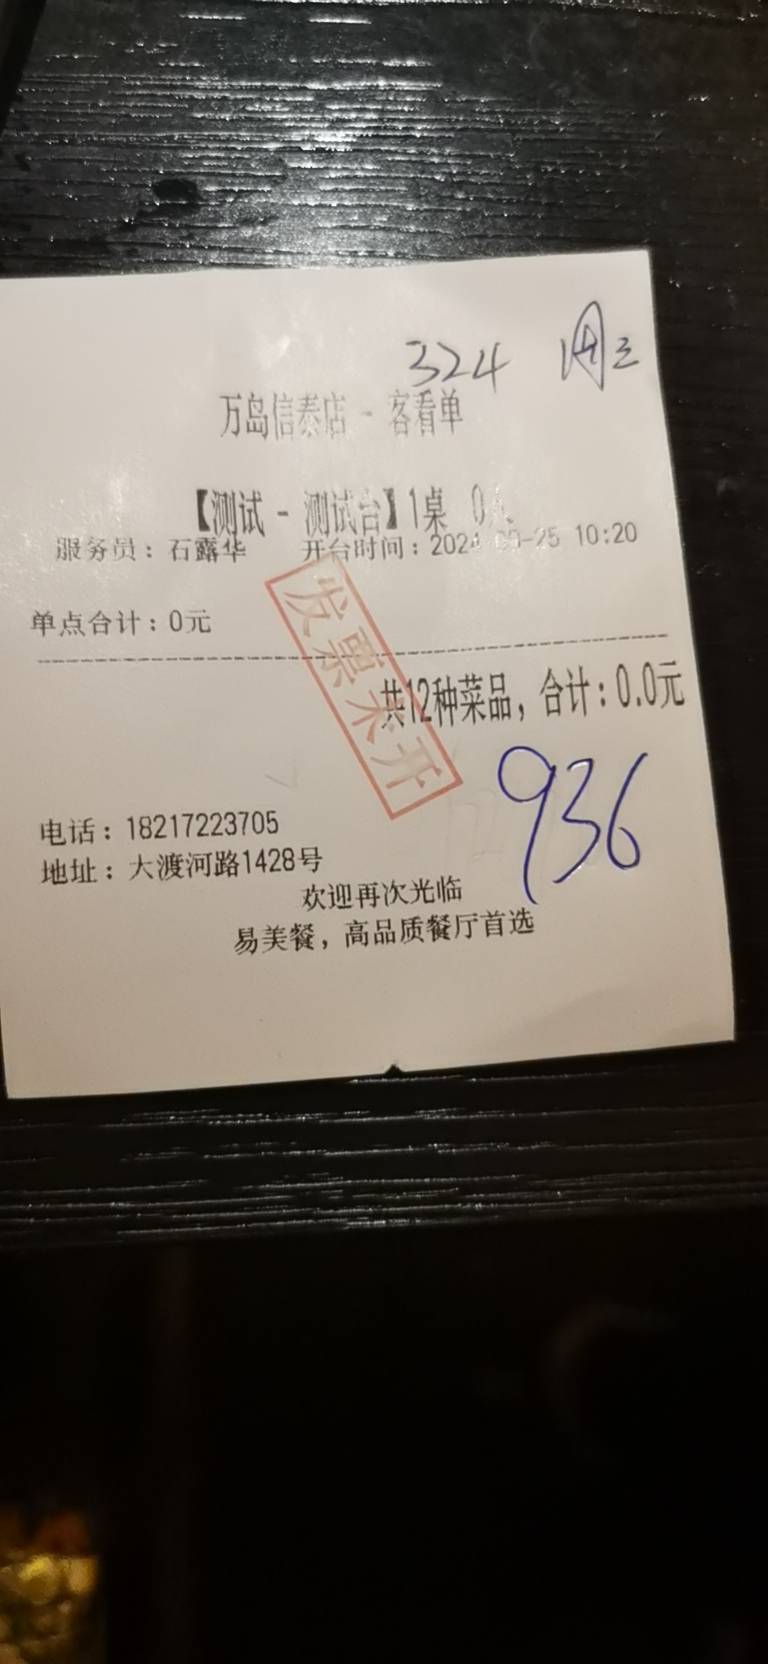 324 周三
万岛信泰店 - 客看单
【测试 - 测试台】1桌 0
服务员：石露华 开台时间：2024 -25 10:20
单点合计：0元
发票未开
共12种菜品，合计：0.0元
936
电话：18217223705
地址：大渡河路1428号
欢迎再次光临
易美餐，高品质餐厅首选